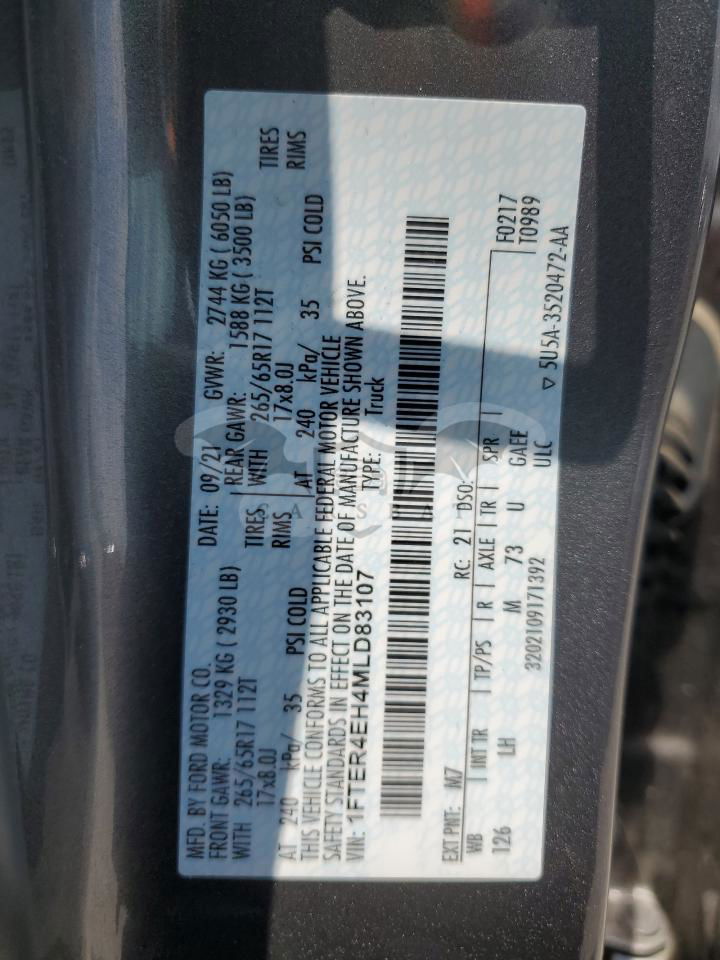 MFD. BY FORD MOTOR CO.
DATE: 09/21 GVWR: 2744 KG ( 6050 LB)
FRONT GAWR: 1329 KG ( 2930 LB) REAR GAWR: 1588 KG ( 3500 LB)
WITH 265/65R17 112T TIRES WITH 265/65R17 112T TIRES
17x8.0J RIMS 17x8.0J RIMS
AT 240 kPa/ 35 PSI COLD AT 240 kPa/ 35 PSI COLD
THIS VEHICLE CONFORMS TO ALL APPLICABLE FEDERAL MOTOR VEHICLE
SAFETY STANDARDS IN EFFECT ON THE DATE OF MANUFACTURE SHOWN ABOVE.
VIN: 1FTER4EH4MLD83107 TYPE: Truck
EXT PNT: M7 RC: 21 DSO: F0217
WB INT TR TP/PS R AXLE TR SPR T0989
126 LH M 73 U GAEE
3202109171392 ULC ▽ 5U5A-3520472-AA